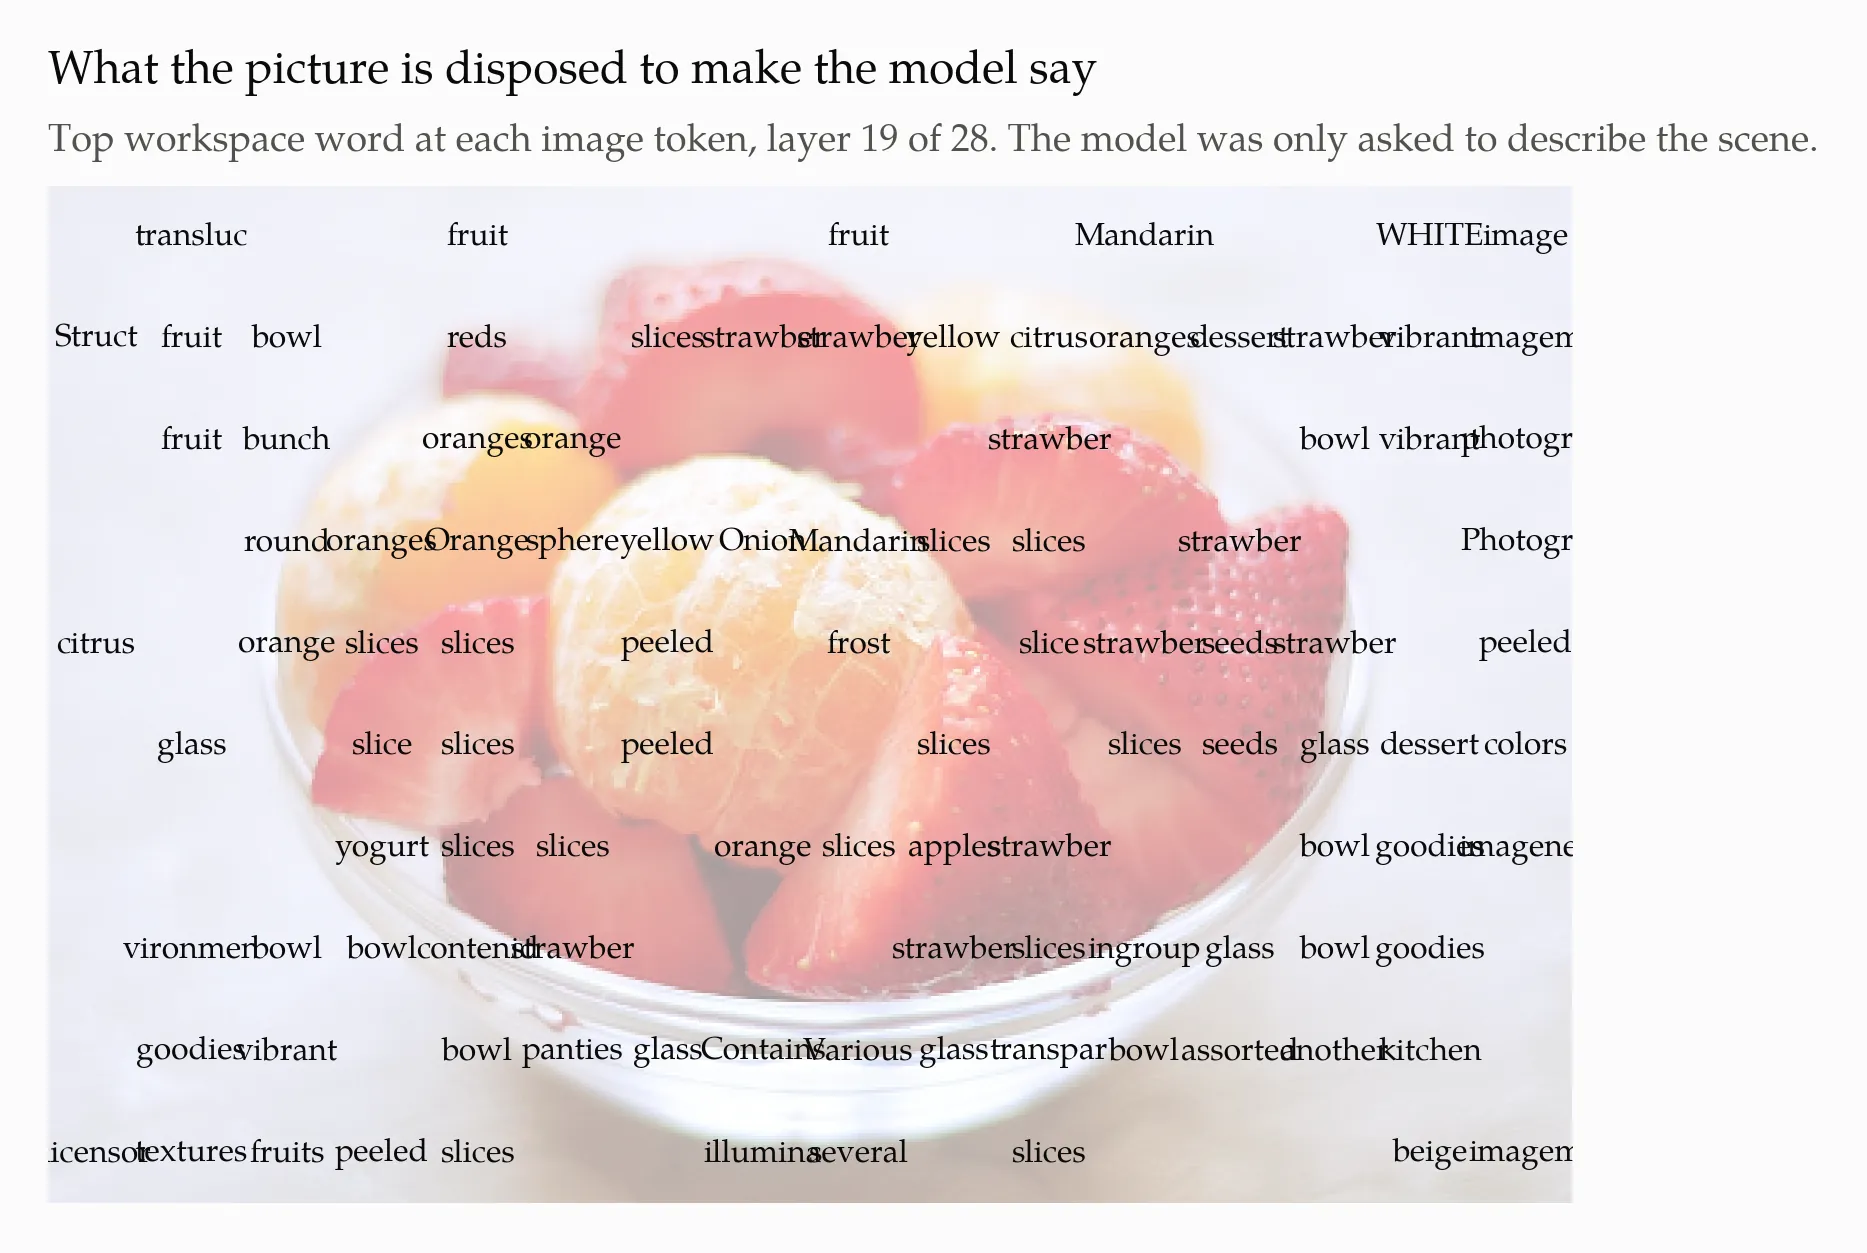 What the picture is disposed to make the model say
Top workspace word at each image token, layer 19 of 28. The model was only asked to describe the scene.
transluc fruit fruit Mandarin WHITE image
Struct fruit bowl reds slices strawber strawber yellow citrus oranges dessert strawber vibrant imagem
fruit bunch oranges orange strawber bowl vibrant photogr
round oranges Orange sphere yellow Onion Mandarin slices slices strawber Photogr
citrus orange slices slices peeled frost slice strawber seeds strawber peeled
glass slice slices peeled slices slices seeds glass dessert colors
yogurt slices slices orange slices apples strawber bowl goodies imagene
vironmen bowl bowl contenid strawber strawber slices ingroup glass bowl goodies
goodies vibrant bowl panties glass Contains Various glass transpar bowl assorted another kitchen
icensor textures fruits peeled slices illumina several slices beige imagem